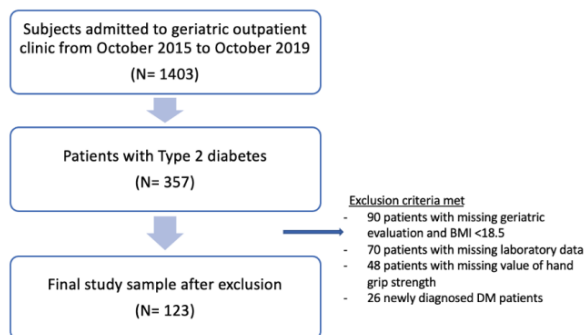 Subjects admitted to geriatric outpatient
clinic from October 2015 to October 2019
(N= 1403)
Patients with Type 2 diabetes
(N= 357)
Exclusion criteria met
- 90 patients with missing geriatric
evaluation and BMI <18.5
- 70 patients with missing laboratory data
- 48 patients with missing value of hand
grip strength
- 26 newly diagnosed DM patients
Final study sample after exclusion
(N= 123)